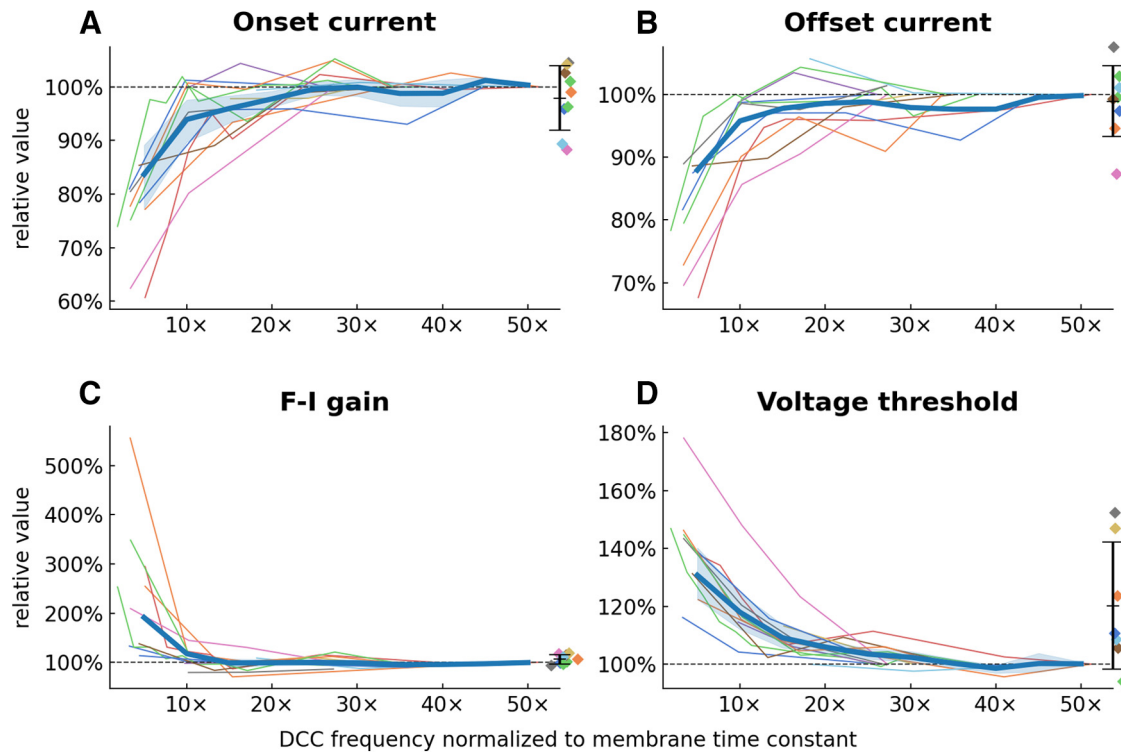 A Onset current
B Offset current
relative value
100%
90%
80%
70%
60%
10× 20× 30× 40× 50×
100%
90%
80%
70%
10× 20× 30× 40× 50×
C F-I gain
D Voltage threshold
relative value
500%
400%
300%
200%
100%
10× 20× 30× 40× 50×
180%
160%
140%
120%
100%
10× 20× 30× 40× 50×
DCC frequency normalized to membrane time constant